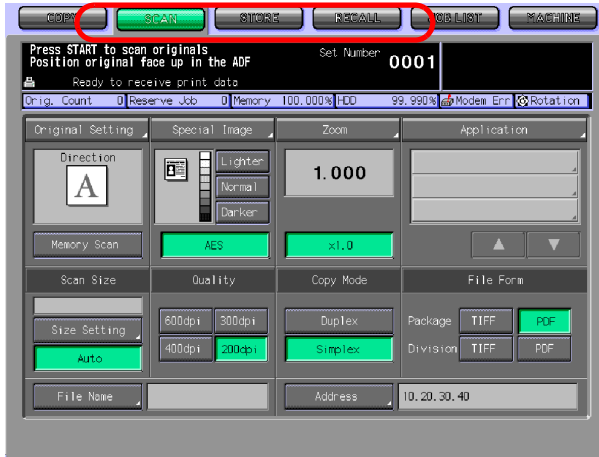 COPY SCAN STORE RECALL JOB LIST MACHINE
Press START to scan originals
Position original face up in the ADF
Set Number 0001
Ready to receive print data
Orig. Count 0 Reserve Job 0 Memory 100.000% HDD 99.990% Modem Err Rotation
Original Setting Special Image Zoom Application
Direction
A
Lighter
Normal
Darker
1.000
Memory Scan AES x1.0
Scan Size Quality Copy Mode File Form
Size Setting
Auto
600dpi 300dpi
400dpi 200dpi
Duplex
Simplex
Package TIFF PDF
Division TIFF PDF
File Name Address 10.20.30.40